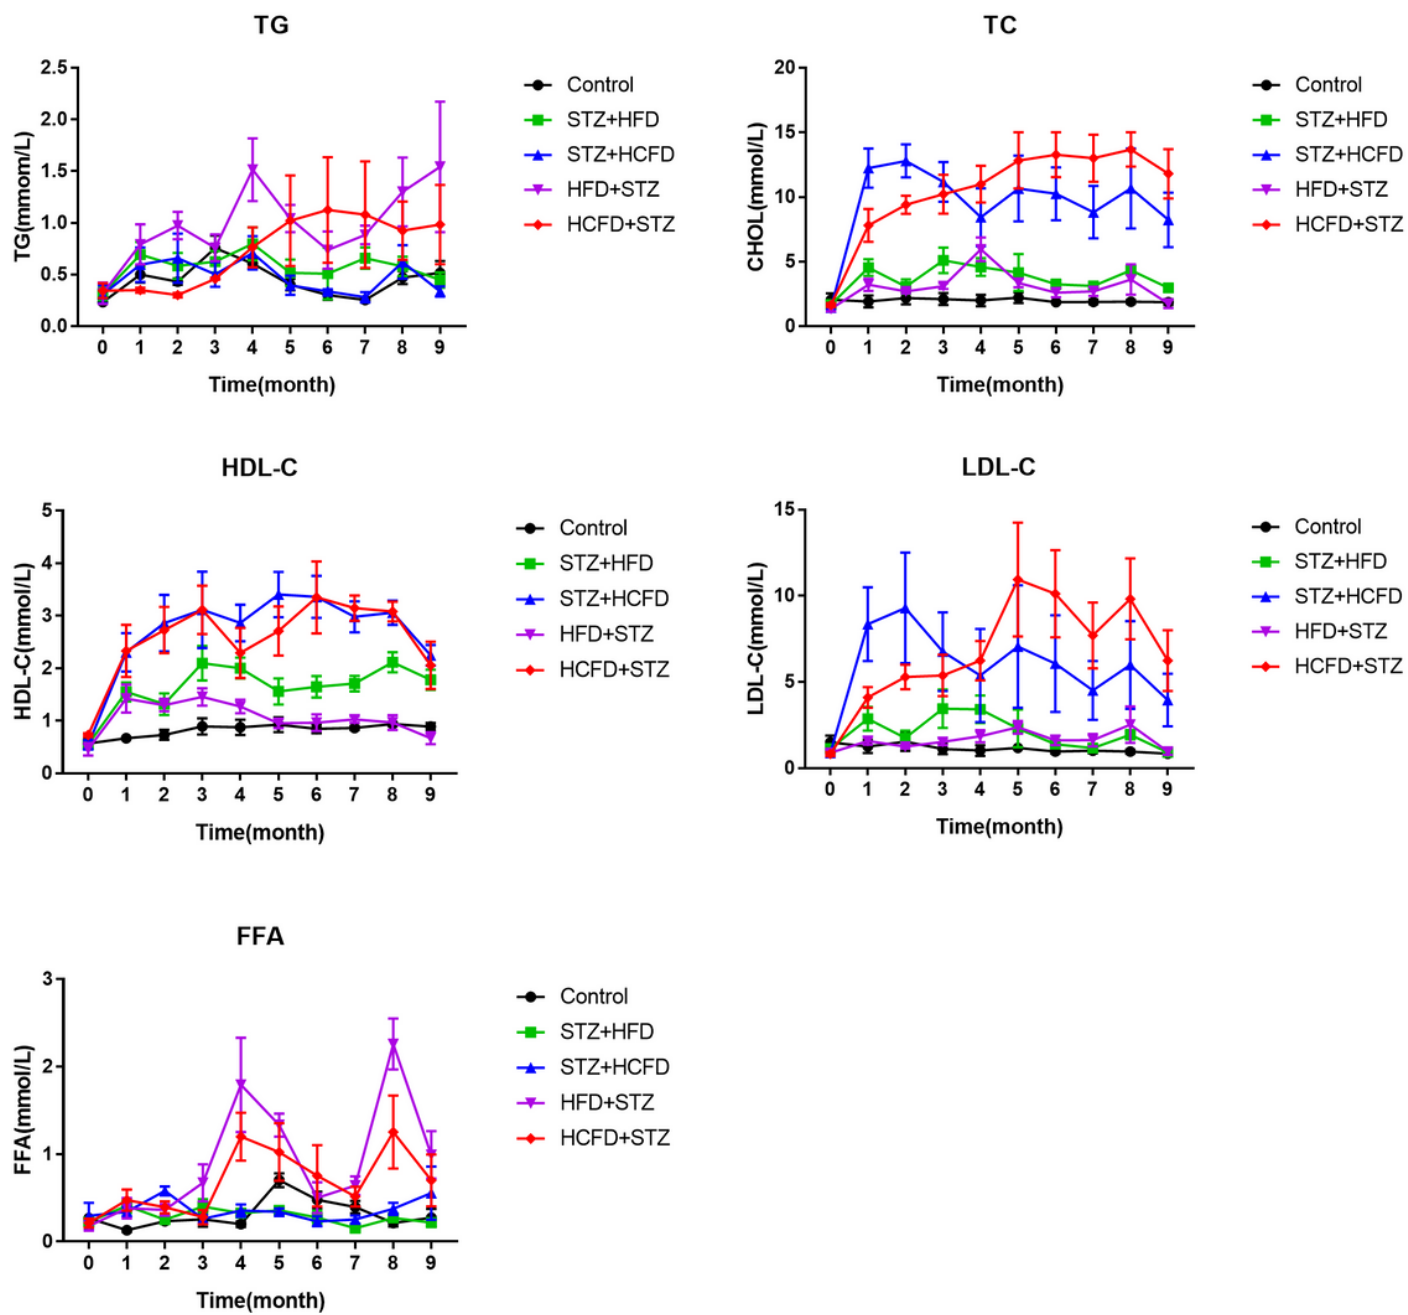 TG
2.5
2.0
1.5
1.0
0.5
0.0
TG(mmom/L)
0 1 2 3 4 5 6 7 8 9
Time(month)
Control
STZ+HFD
STZ+HCFD
HFD+STZ
HCFD+STZ
TC
20
15
10
5
0
CHOL(mmol/L)
0 1 2 3 4 5 6 7 8 9
Time(month)
Control
STZ+HFD
STZ+HCFD
HFD+STZ
HCFD+STZ
HDL-C
5
4
3
2
1
0
HDL-C(mmol/L)
0 1 2 3 4 5 6 7 8 9
Time(month)
Control
STZ+HFD
STZ+HCFD
HFD+STZ
HCFD+STZ
LDL-C
15
10
5
0
LDL-C(mmol/L)
0 1 2 3 4 5 6 7 8 9
Time(month)
Control
STZ+HFD
STZ+HCFD
HFD+STZ
HCFD+STZ
FFA
3
2
1
0
FFA(mmol/L)
0 1 2 3 4 5 6 7 8 9
Time(month)
Control
STZ+HFD
STZ+HCFD
HFD+STZ
HCFD+STZ